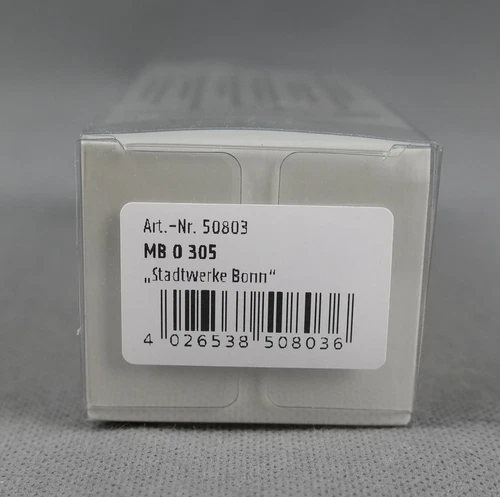 Art.-Nr. 50803
MB O 305
„Stadtwerke Bonn“
4 026538 508036